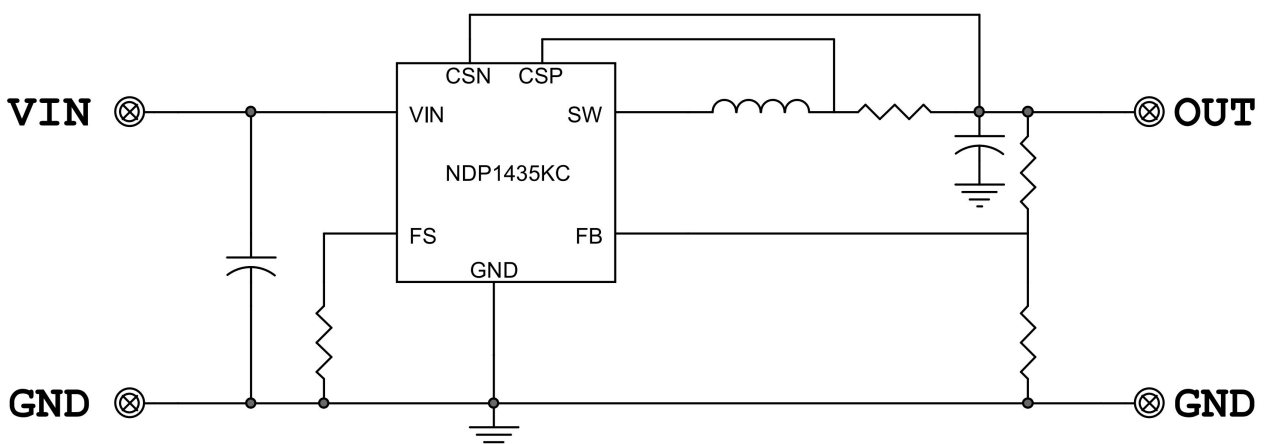 CSN CSP
VIN VIN SW OUT
NDP1435KC
FS FB
GND
GND GND